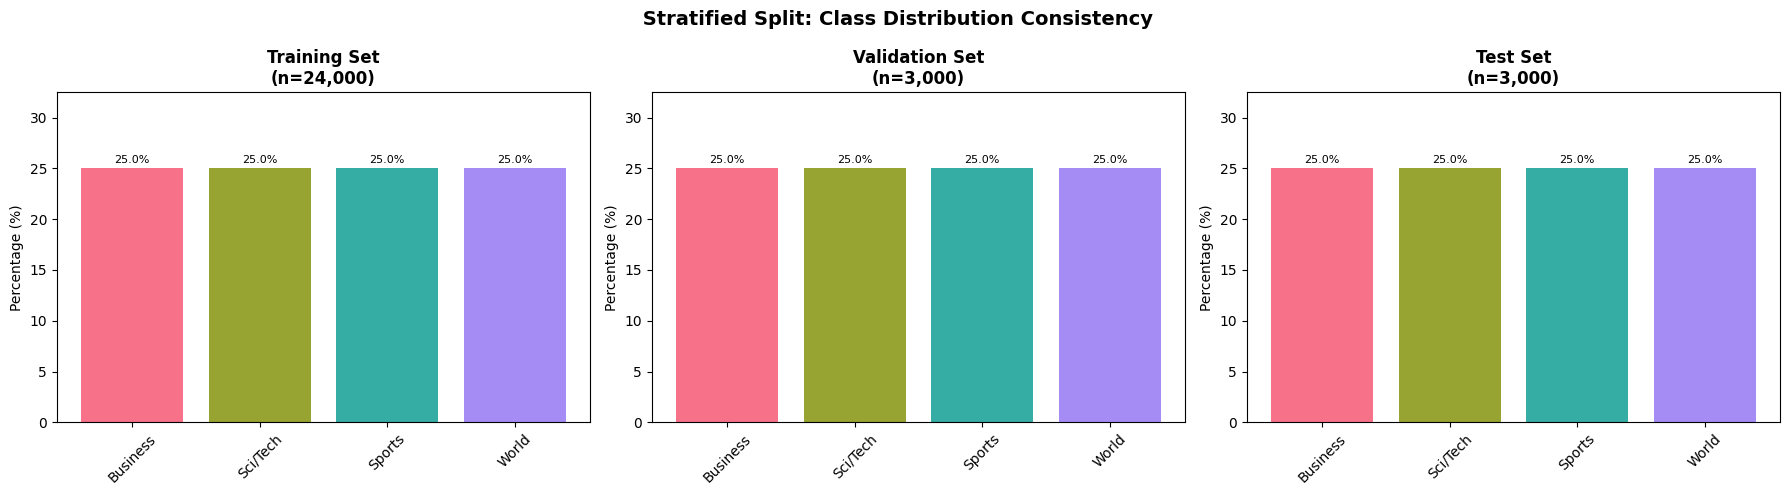 Stratified Split: Class Distribution Consistency
Training Set
(n=24,000)
Percentage (%)
30
25
20
15
10
5
0
25.0%
25.0%
25.0%
25.0%
Business
Sci/Tech
Sports
World
Validation Set
(n=3,000)
Percentage (%)
30
25
20
15
10
5
0
25.0%
25.0%
25.0%
25.0%
Business
Sci/Tech
Sports
World
Test Set
(n=3,000)
Percentage (%)
30
25
20
15
10
5
0
25.0%
25.0%
25.0%
25.0%
Business
Sci/Tech
Sports
World